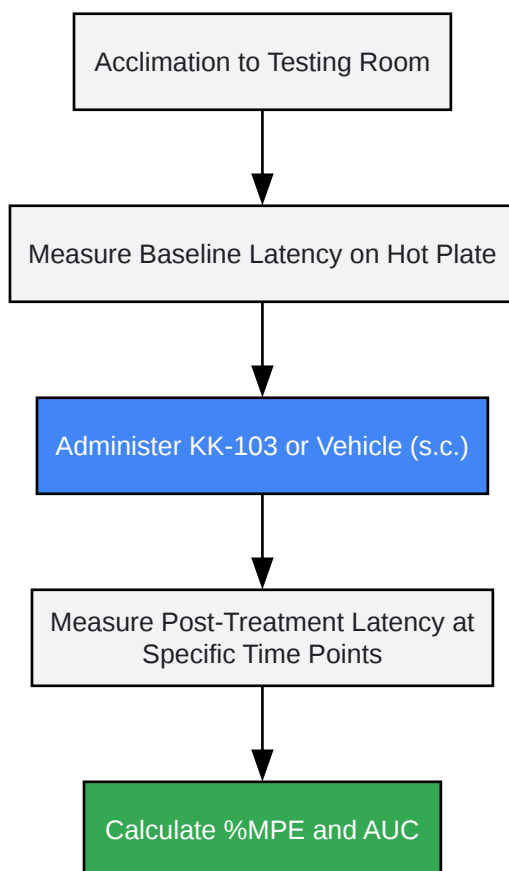 Acclimation to Testing Room
Measure Baseline Latency on Hot Plate
Administer KK-103 or Vehicle (s.c.)
Measure Post-Treatment Latency at
Specific Time Points
Calculate %MPE and AUC